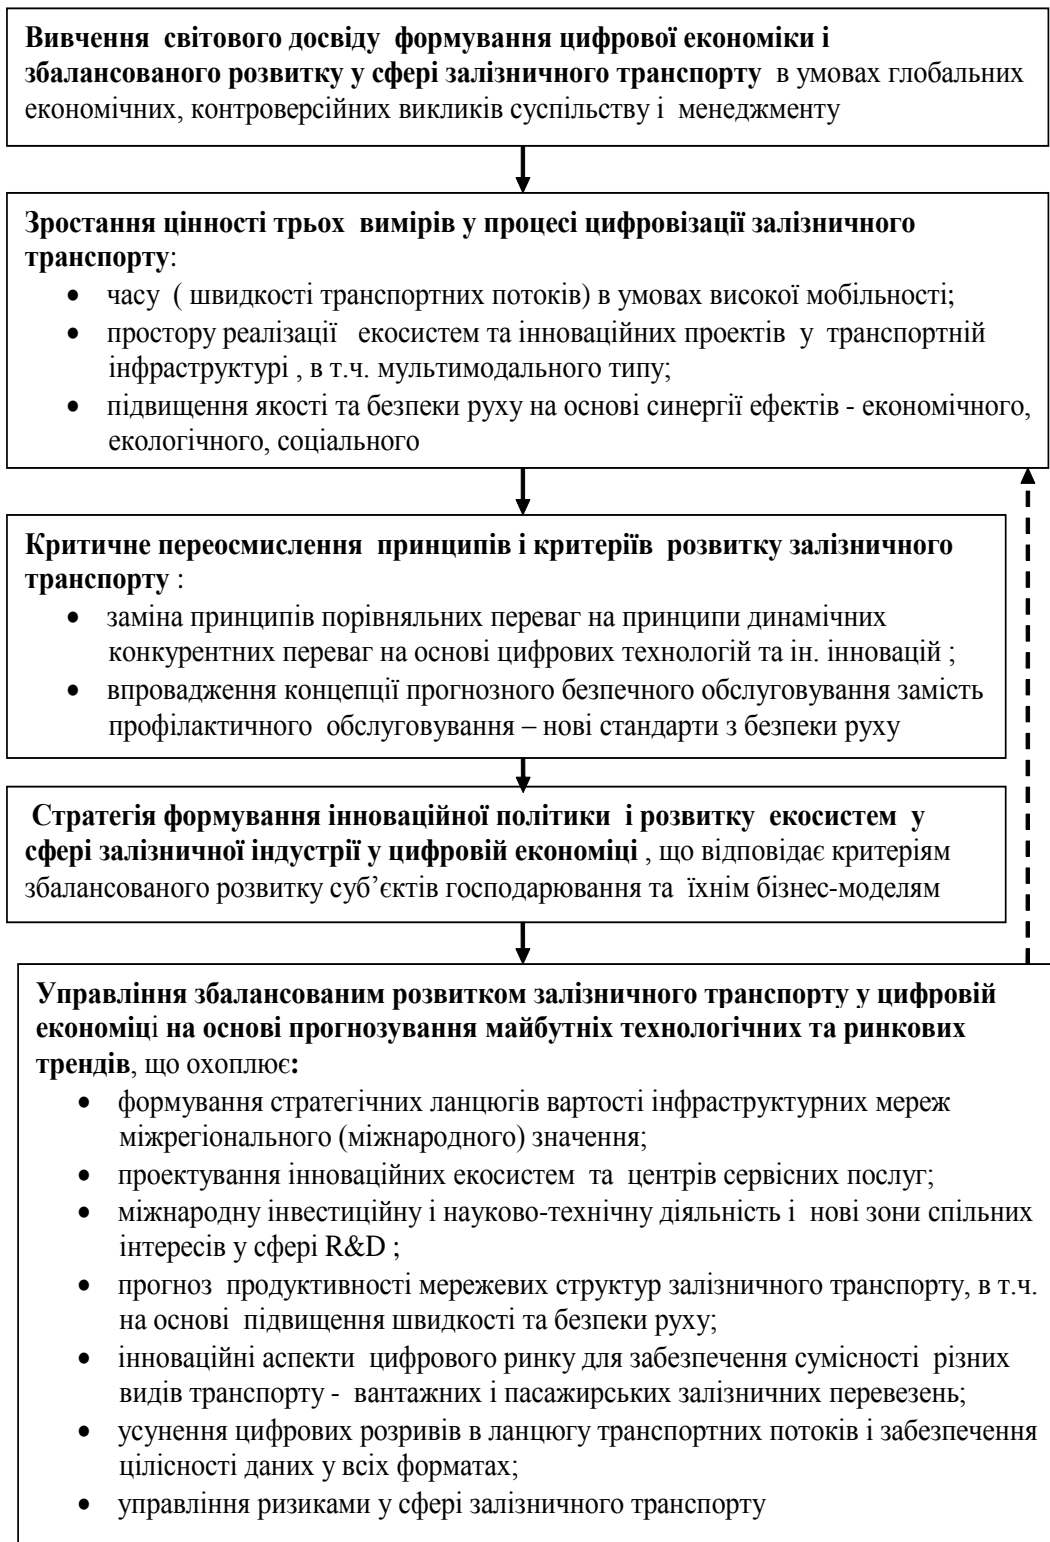 Вивчення світового досвіду формування цифрової економіки і
збалансованого розвитку у сфері залізничного транспорту в умовах глобальних
економічних, контроверсійних викликів суспільству і менеджменту
Зростання цінності трьох вимірів у процесі цифровізації залізничного
транспорту:
• часу ( швидкості транспортних потоків) в умовах високої мобільності;
• простору реалізації екосистем та інноваційних проектів у транспортній
інфраструктурі , в т.ч. мультимодального типу;
• підвищення якості та безпеки руху на основі синергії ефектів - економічного,
екологічного, соціального
Критичне переосмислення принципів і критеріїв розвитку залізничного
транспорту :
• заміна принципів порівняльних переваг на принципи динамічних
конкурентних переваг на основі цифрових технологій та ін. інновацій ;
• впровадження концепції прогнозного безпечного обслуговування замість
профілактичного обслуговування – нові стандарти з безпеки руху
Стратегія формування інноваційної політики і розвитку екосистем у
сфері залізничної індустрії у цифровій економіці , що відповідає критеріям
збалансованого розвитку суб’єктів господарювання та їхнім бізнес-моделям
Управління збалансованим розвитком залізничного транспорту у цифровій
економіці на основі прогнозування майбутніх технологічних та ринкових
трендів, що охоплює:
• формування стратегічних ланцюгів вартості інфраструктурних мереж
міжрегіонального (міжнародного) значення;
• проектування інноваційних екосистем та центрів сервісних послуг;
• міжнародну інвестиційну і науково-технічну діяльність і нові зони спільних
інтересів у сфері R&D ;
• прогноз продуктивності мережевих структур залізничного транспорту, в т.ч.
на основі підвищення швидкості та безпеки руху;
• інноваційні аспекти цифрового ринку для забезпечення сумісності різних
видів транспорту - вантажних і пасажирських залізничних перевезень;
• усунення цифрових розривів в ланцюгу транспортних потоків і забезпечення
цілісності даних у всіх форматах;
• управління ризиками у сфері залізничного транспорту